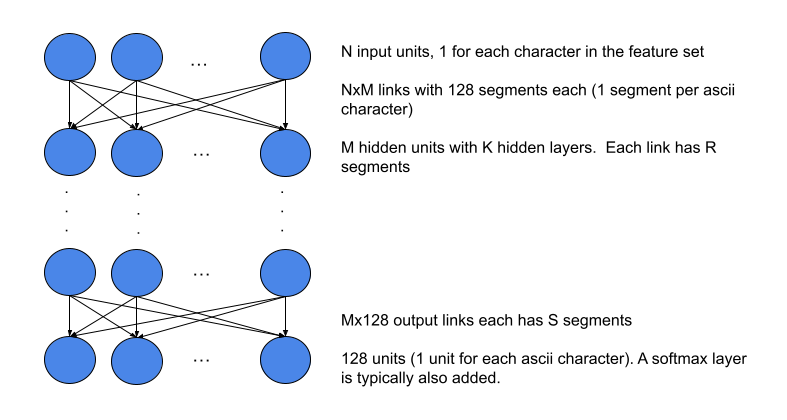 N input units, 1 for each character in the feature set
NxM links with 128 segments each (1 segment per ascii
character)
M hidden units with K hidden layers.  Each link has R
segments
Mx128 output links each has S segments
128 units (1 unit for each ascii character). A softmax layer
is typically also added.